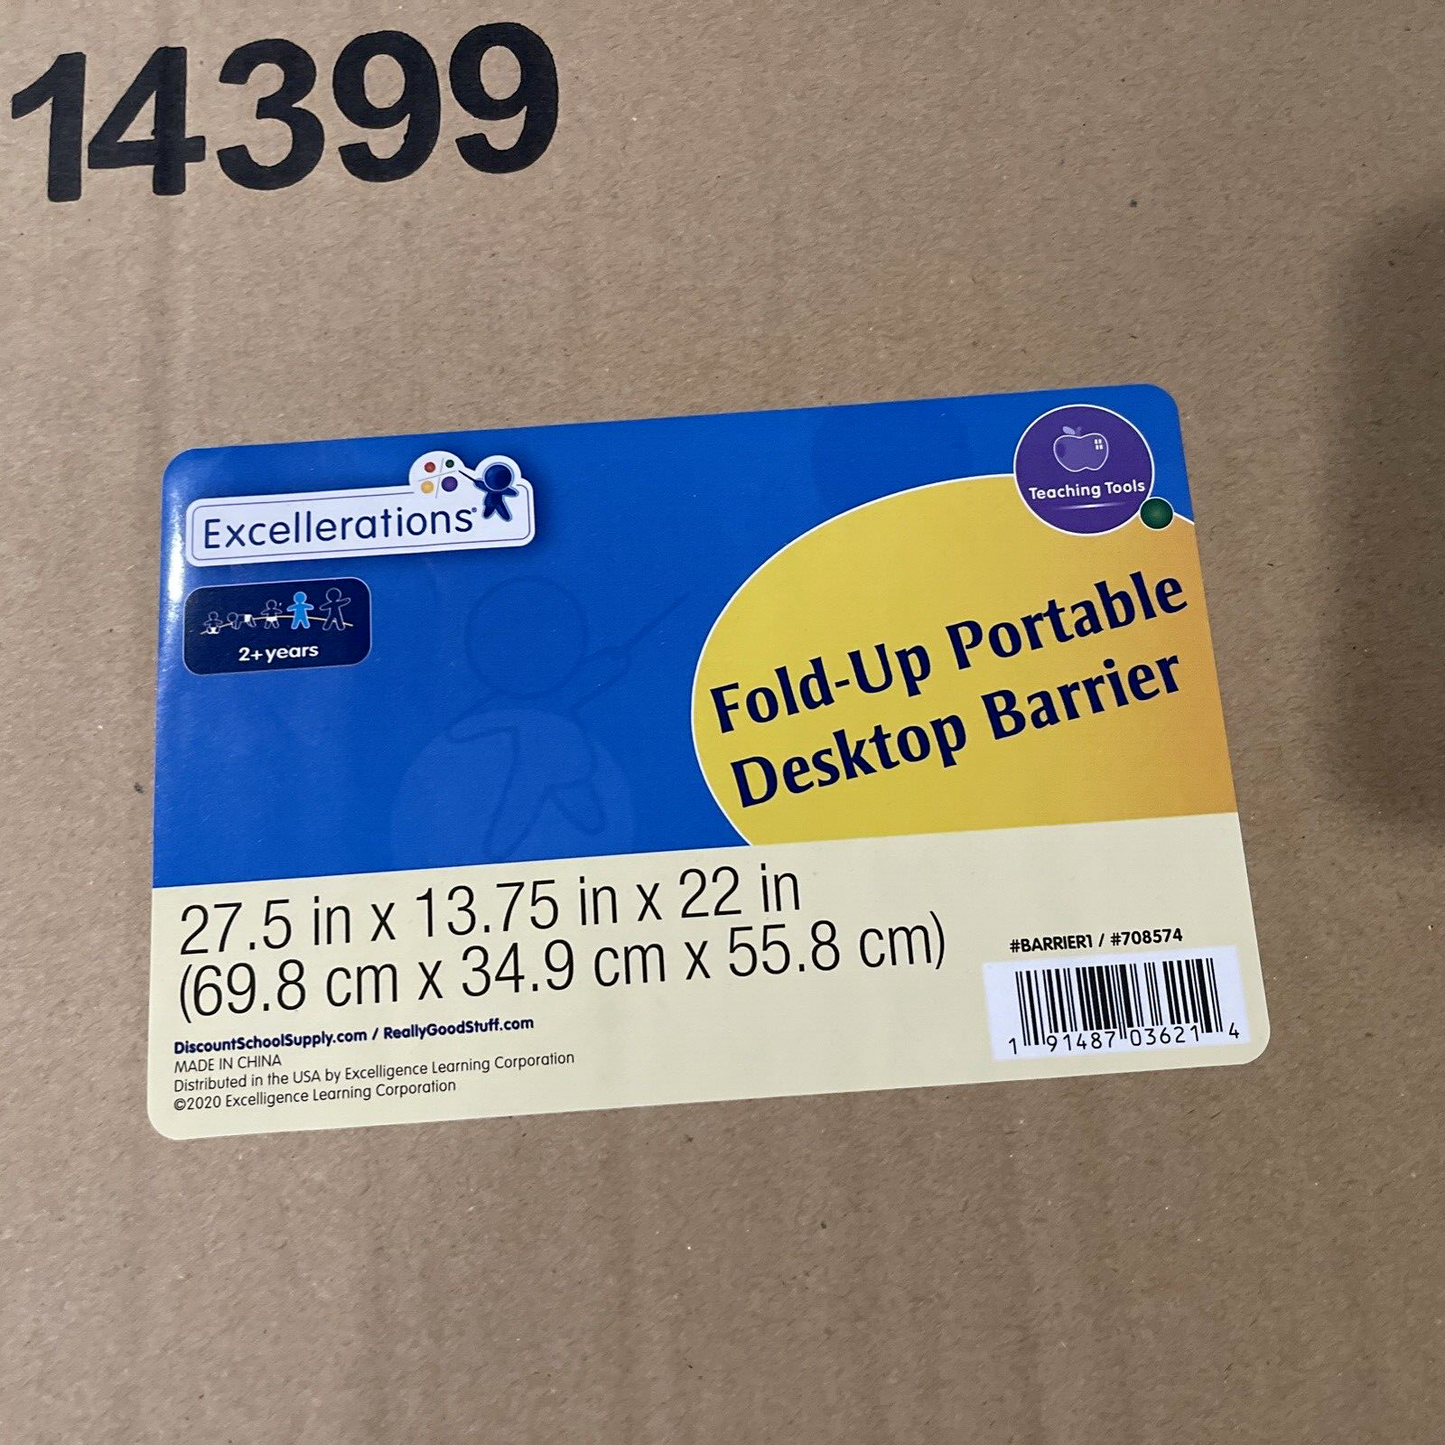 14399
Excellerations®
2+years
Teaching Tools
Fold-Up Portable
Desktop Barrier
27.5 in x 13.75 in x 22 in
(69.8 cm x 34.9 cm x 55.8 cm)
DiscountSchoolSupply.com / ReallyGoodStuff.com
MADE IN CHINA
Distributed in the USA by Excelligence Learning Corporation
©2020 Excelligence Learning Corporation
#BARRIER1 / #708574
1 91487 03621 4